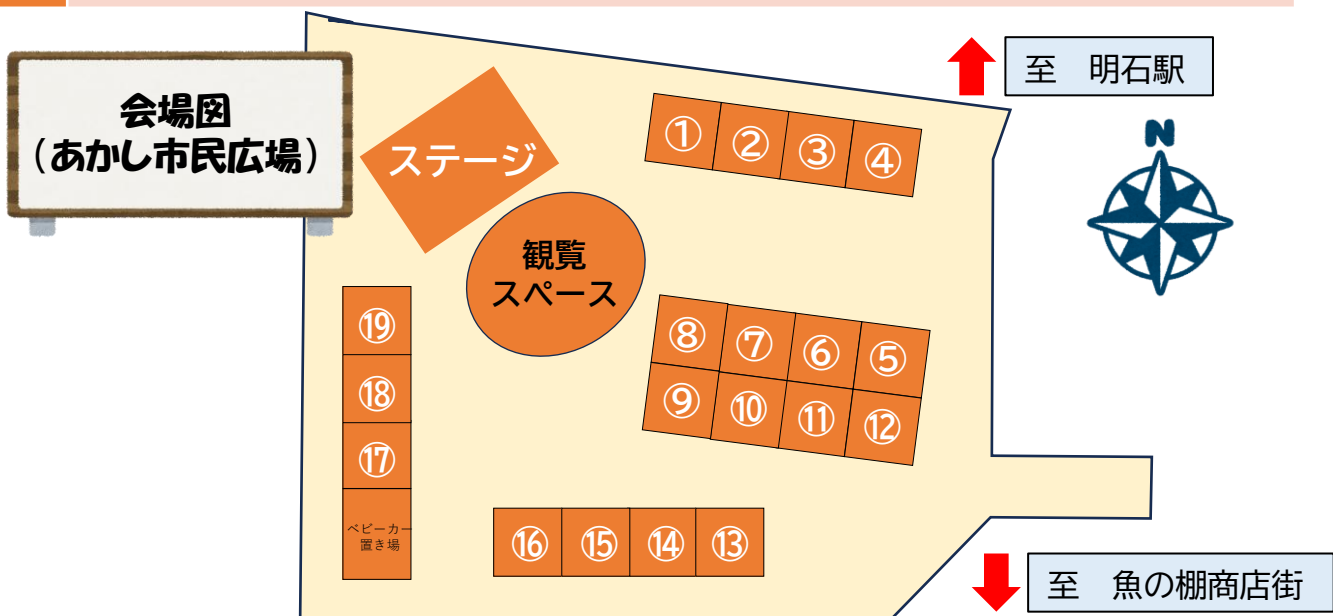 会場図
（あかし市民広場）
至　明石駅
N
ステージ
観覧
スペース
①
②
③
④
⑧
⑦
⑥
⑤
⑨
⑩
⑪
⑫
⑲
⑱
⑰
ベビーカー
置き場
⑯
⑮
⑭
⑬
至　魚の棚商店街